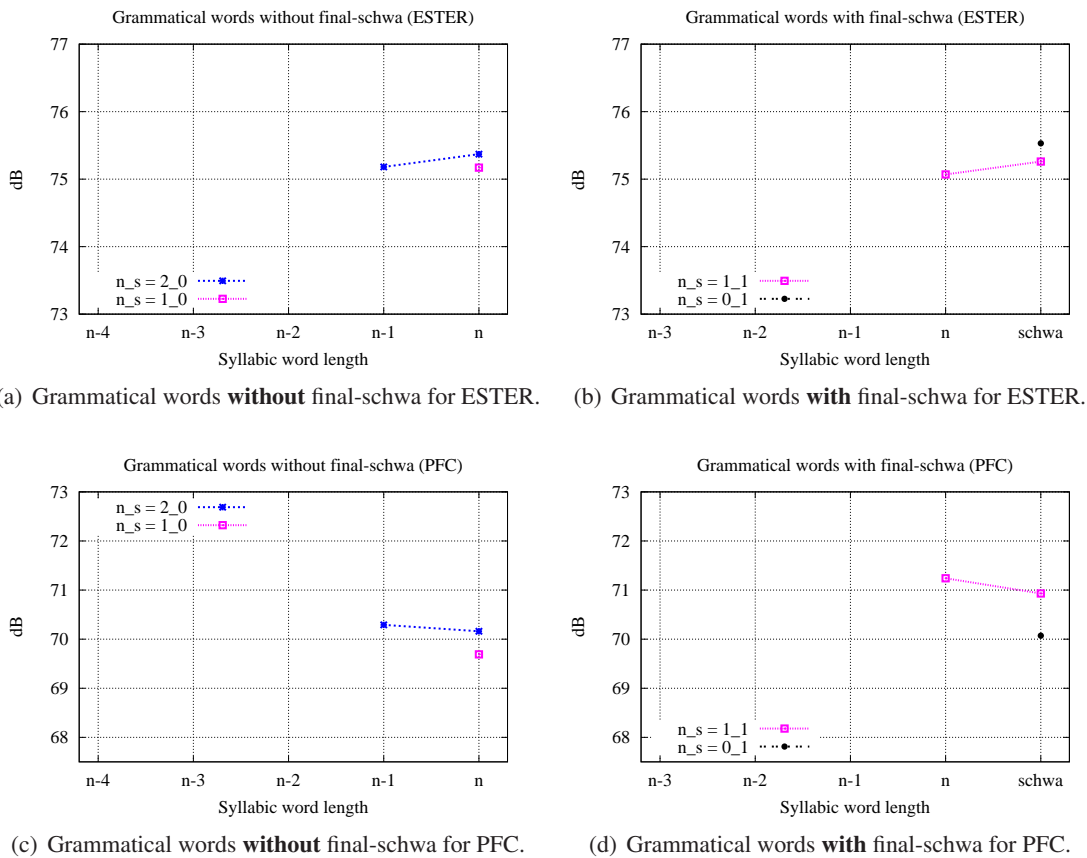 Grammatical words without final-schwa (ESTER)
77
76
75
74
73
dB
n_s = 2_0
n_s = 1_0
n-4 n-3 n-2 n-1 n
Syllabic word length
a) Grammatical words without final-schwa for ESTER.
Grammatical words with final-schwa (ESTER)
77
76
75
74
73
dB
n_s = 1_1
n_s = 0_1
n-3 n-2 n-1 n schwa
Syllabic word length
(b) Grammatical words with final-schwa for ESTER.
Grammatical words without final-schwa (PFC)
73
72
71
70
69
68
dB
n_s = 2_0
n_s = 1_0
n-4 n-3 n-2 n-1 n
Syllabic word length
(c) Grammatical words without final-schwa for PFC.
Grammatical words with final-schwa (PFC)
73
72
71
70
69
68
dB
n_s = 1_1
n_s = 0_1
n-3 n-2 n-1 n schwa
Syllabic word length
(d) Grammatical words with final-schwa for PFC.